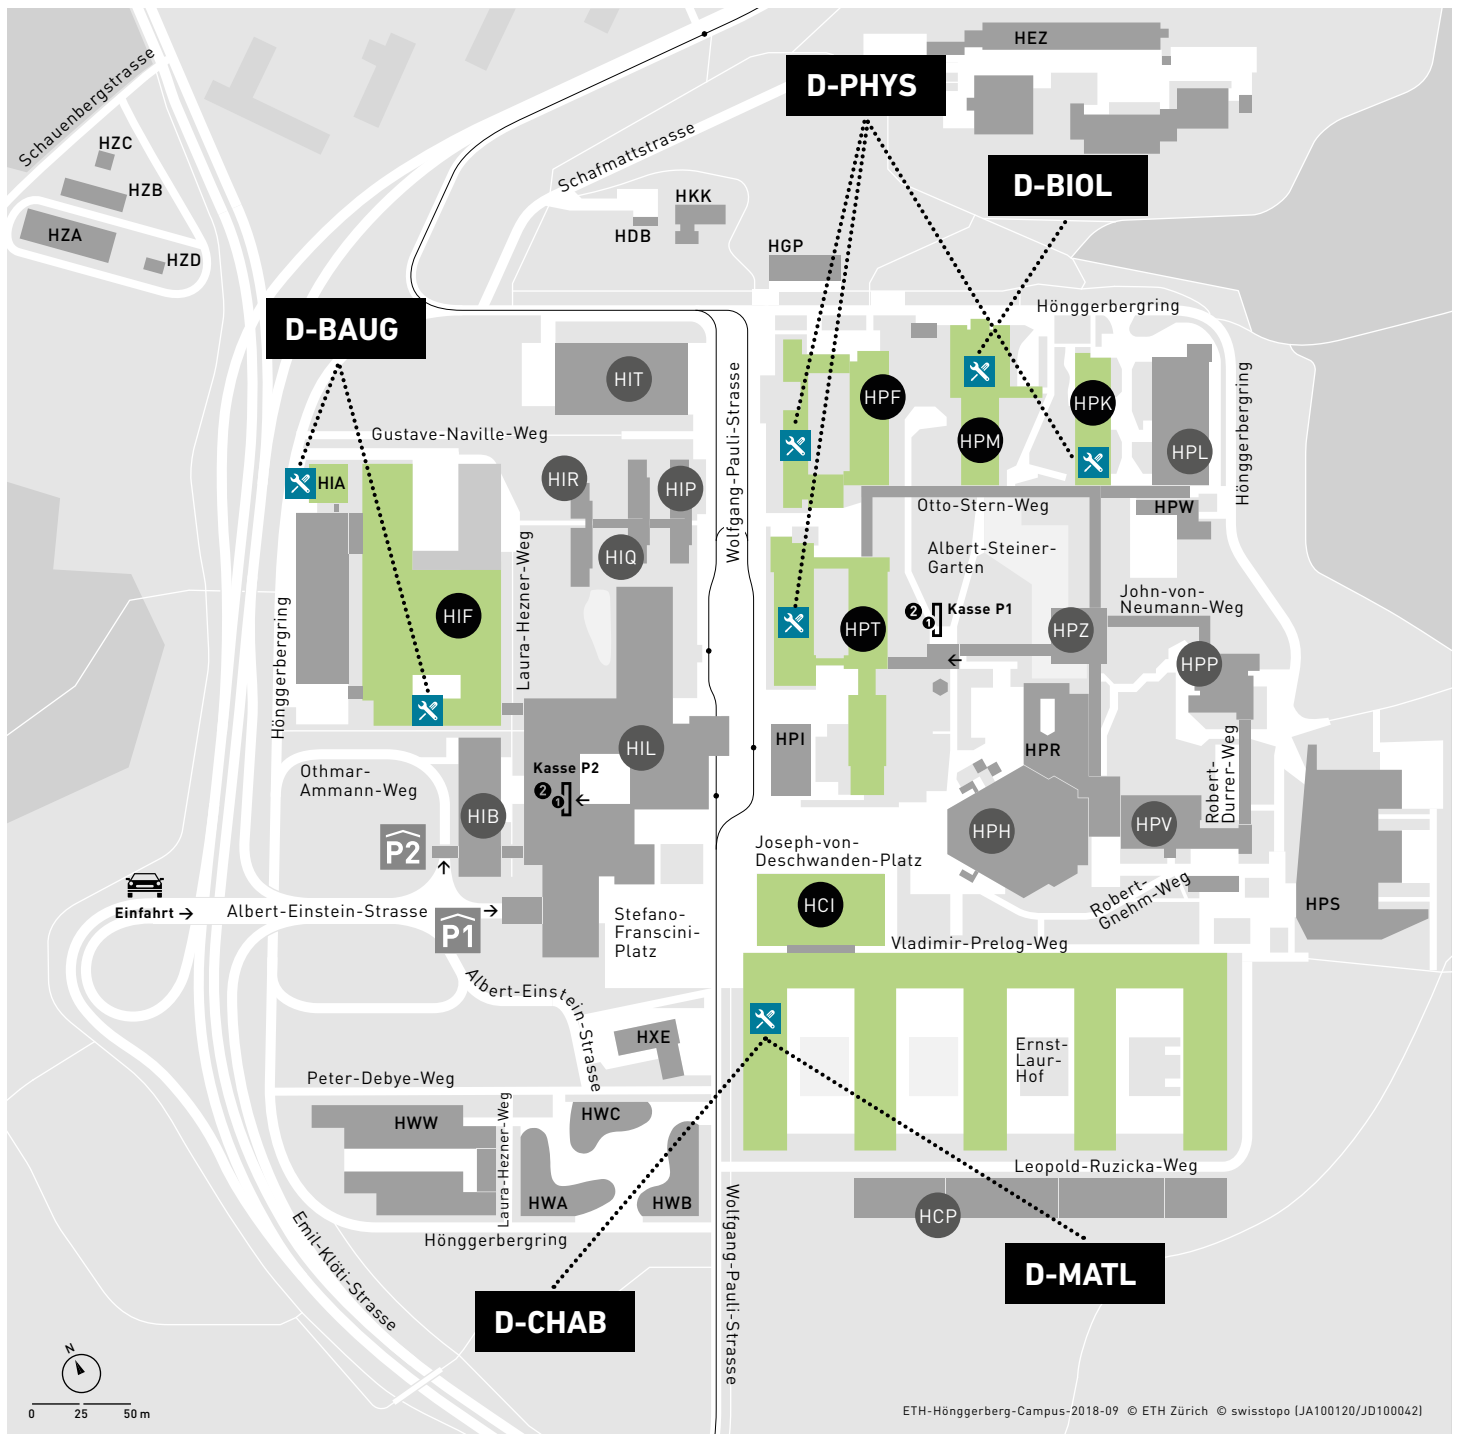 HEZ
D-PHYS
Schauenbergstrasse
HZC
Schafmattstrasse
D-BIOL
HZB
HKK
HZA
HDB
HZD
HGP
D-BAUG
Hönggerbergring
HIT
Wolfgang-Pauli-Strasse
HPF
HPK
Hönggerbergring
Gustave-Naville-Weg
HPM
HPL
HIA
HIR
HIP
Otto-Stern-Weg
HPW
HIQ
Albert-Steiner-
Garten
Laura-Hezner-Weg
Kasse P1
2
1
John-von-
Neumann-Weg
HIF
HPT
HPZ
HPP
Hönggerbergring
HIL
HPI
HPR
Othmar-
Ammann-Weg
Kasse P2
2
1
Robert-
Durrer-Weg
HIB
HPH
HPV
P2
Joseph-von-
Deschwanden-Platz
Einfahrt →
Albert-Einstein-Strasse
P1
Stefano-
Franscini-
Platz
HCI
Robert-
Gnehm-Weg
HPS
Vladimir-Prelog-Weg
Albert-Einstein-Strasse
HXE
Ernst-
Laur-
Hof
Peter-Debye-Weg
HWW
Laura-Hezner-Weg
HWC
HWA
HWB
Leopold-Ruzicka-Weg
HCP
Wolfgang-Pauli-Strasse
Hönggerbergring
Emil-Klöti-Strasse
D-MATL
D-CHAB
N
0 25 50 m
ETH-Hönggerberg-Campus-2018-09 © ETH Zürich © swisstopo (JA100120/JD100042)